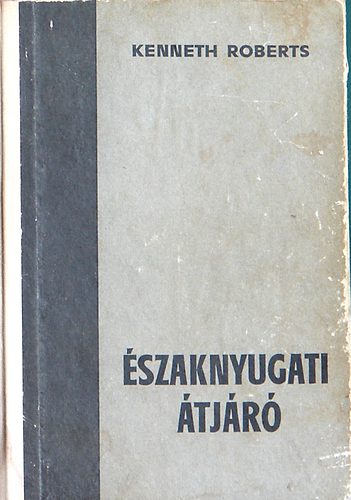 KENNETH ROBERTS
ÉSZAKNYUGATI
ÁTJÁRÓ